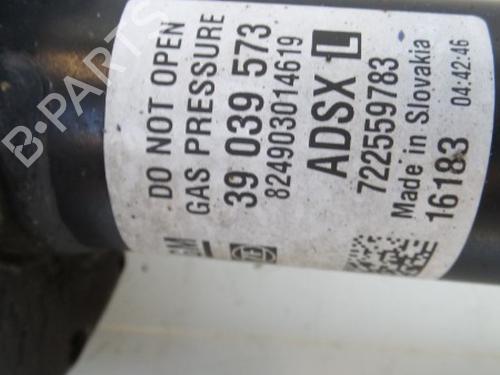 DO NOT OPEN
GAS PRESSURE
39 039 573
824903014619
ADSX L
722559783
Made in Slovakia
16183 04:42:46
GM
B-PARTS